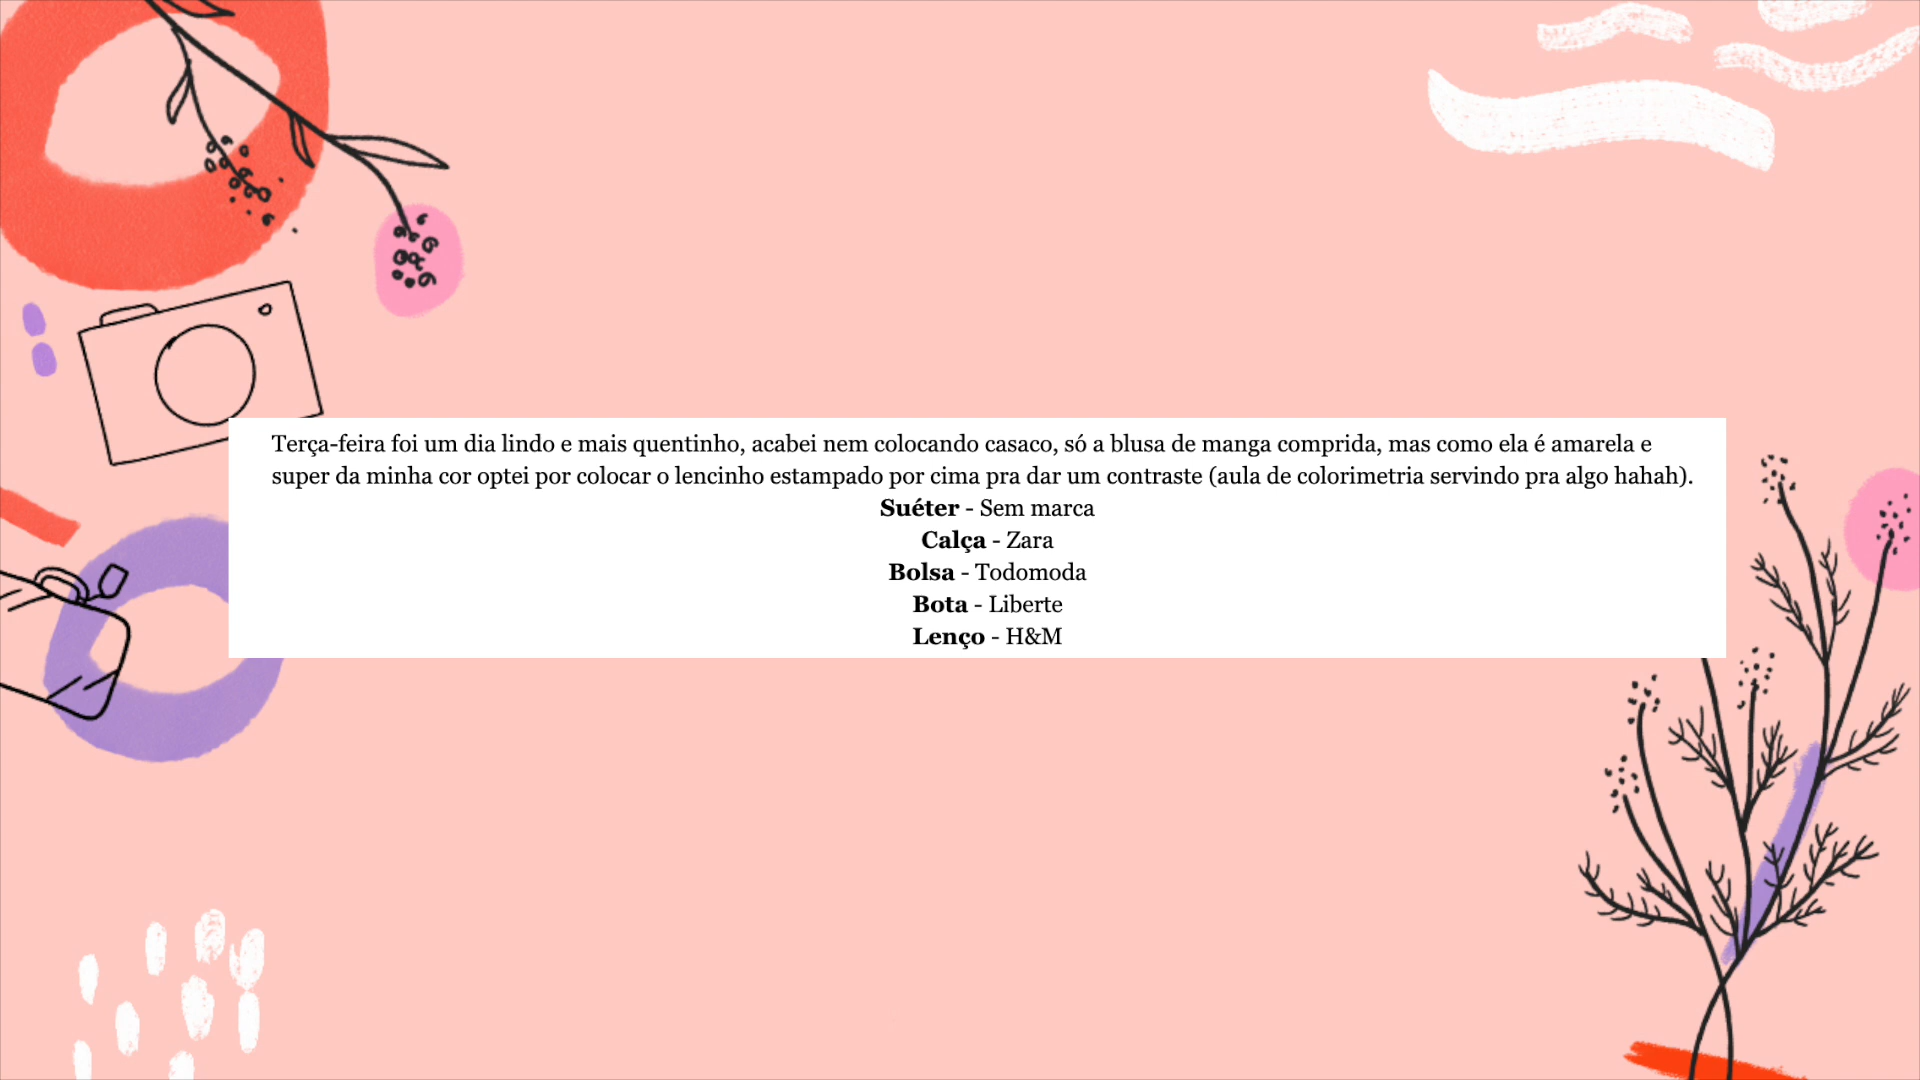 Terça-feira foi um dia lindo e mais quentinho, acabei nem colocando casaco, só a blusa de manga comprida, mas como ela é amarela e
super da minha cor optei por colocar o lencinho estampado por cima pra dar um contraste (aula de colorimetria servindo pra algo hahah).
Suéter - Sem marca
Calça - Zara
Bolsa - Todomoda
Bota - Liberte
Lenço - H&M